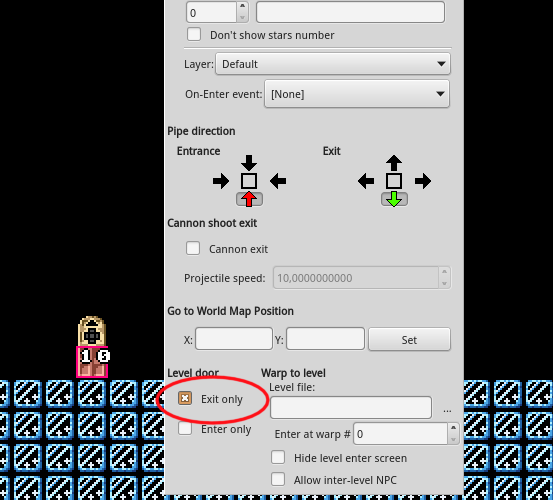 0
Don't show stars number
Layer: Default
On-Enter event: [None]
Pipe direction
Entrance Exit
Cannon shoot exit
Cannon exit
Projectile speed: 10,0000000000
Go to World Map Position
X: Y: Set
Level door Warp to level
Level file:
Exit only
...
Enter only Enter at warp # 0
Hide level enter screen
Allow inter-level NPC
1